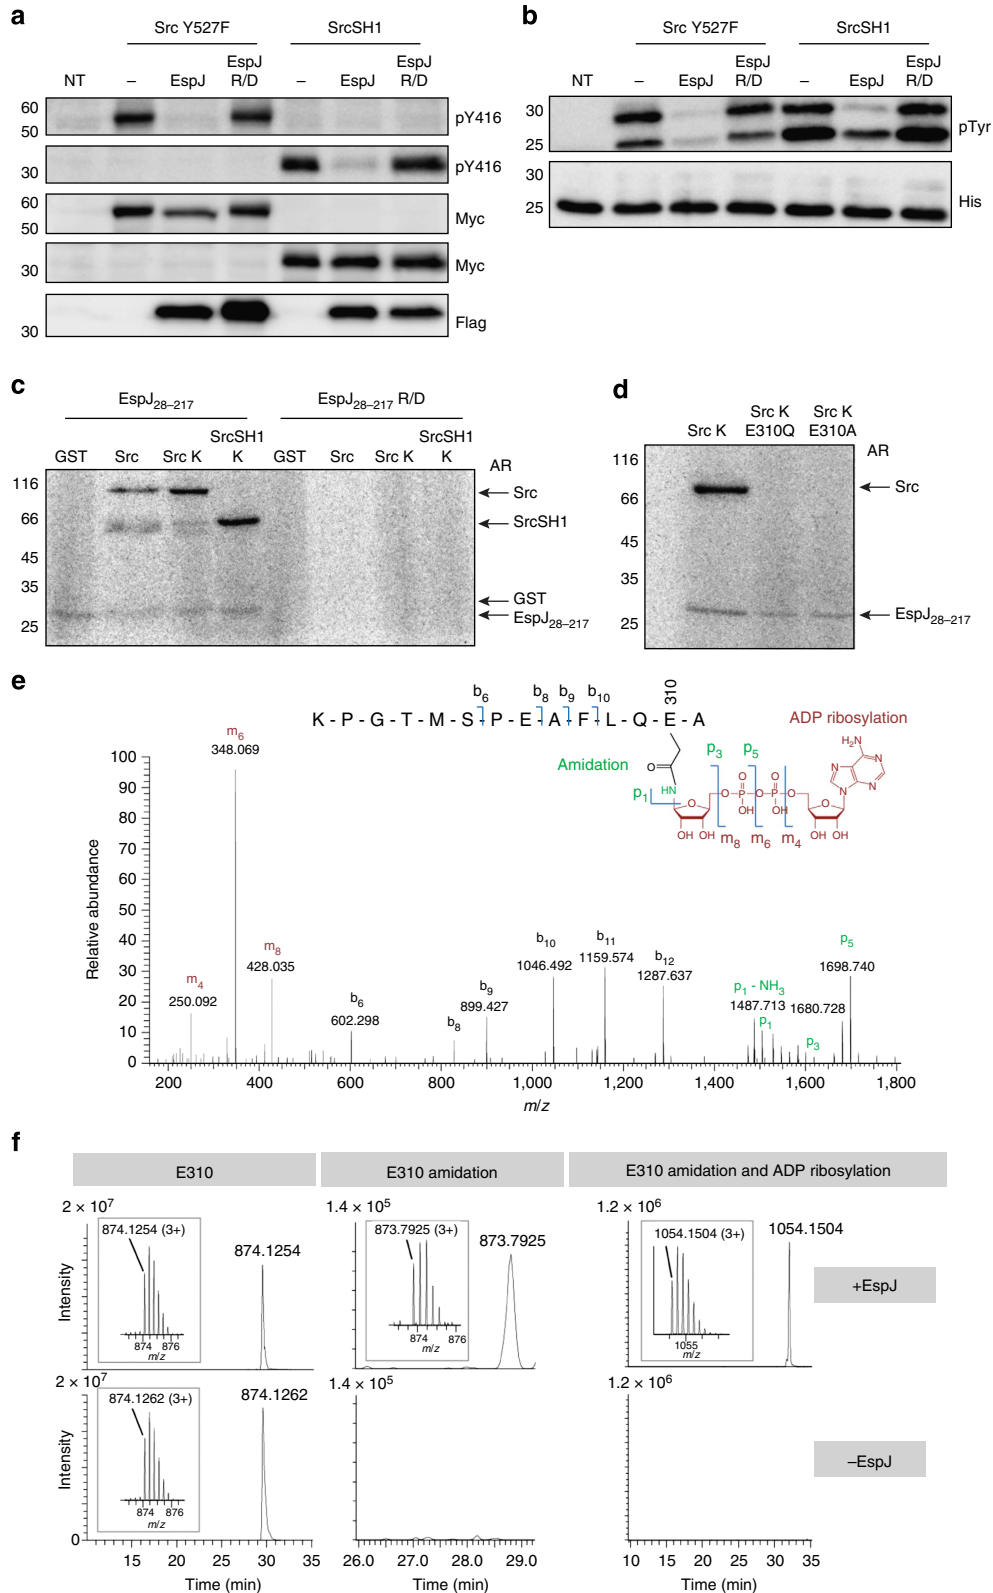 a
Src Y527F
SrcSH1
NT
–
EspJ
EspJ R/D
–
EspJ
EspJ R/D
60
50
pY416
30
pY416
60
50
Myc
30
Myc
30
Flag
b
Src Y527F
SrcSH1
NT
–
EspJ
EspJ R/D
–
EspJ
EspJ R/D
30
25
pTyr
30
25
His
c
EspJ28–217
EspJ28–217 R/D
GST
Src
Src K
SrcSH1 K
GST
Src
Src K
SrcSH1 K
AR
116
66
45
35
25
Src
SrcSH1
GST
EspJ28–217
d
Src K
Src K E310Q
Src K E310A
AR
116
66
45
35
25
Src
EspJ28–217
e
b6
b8
b9
b10
310
K - P - G - T - M - S - P - E - A - F - L - Q - E - A
ADP ribosylation
Amidation
p3
p5
p1
m8
m6
m4
O
HN
O
OH OH
O
O
P
OH
O
O
P
OH
O
O
OH OH
H2N
N
N
N
N
Relative abundance
100
90
80
70
60
50
40
30
20
10
0
m6
348.069
m8
428.035
m4
250.092
b6
602.298
b8
b9
899.427
b10
1046.492
b11
1159.574
b12
1287.637
p1 - NH3
1487.713
p1
1680.728
p3
p5
1698.740
200
400
600
800
1,000
1,200
1,400
1,600
1,800
m/z
f
E310
E310 amidation
E310 amidation and ADP ribosylation
2 × 10^7
874.1254 (3+)
874.1254
874 876
m/z
Intensity
1.4 × 10^5
873.7925 (3+)
873.7925
874 876
m/z
1.2 × 10^6
1054.1504 (3+)
1054.1504
1055
m/z
+EspJ
2 × 10^7
874.1262 (3+)
874.1262
874 876
m/z
Intensity
0
1.4 × 10^5
1.2 × 10^6
–EspJ
15 20 25 30 35
26.0 27.0 28.0 29.0
10 15 20 25 30 35
Time (min)
Time (min)
Time (min)